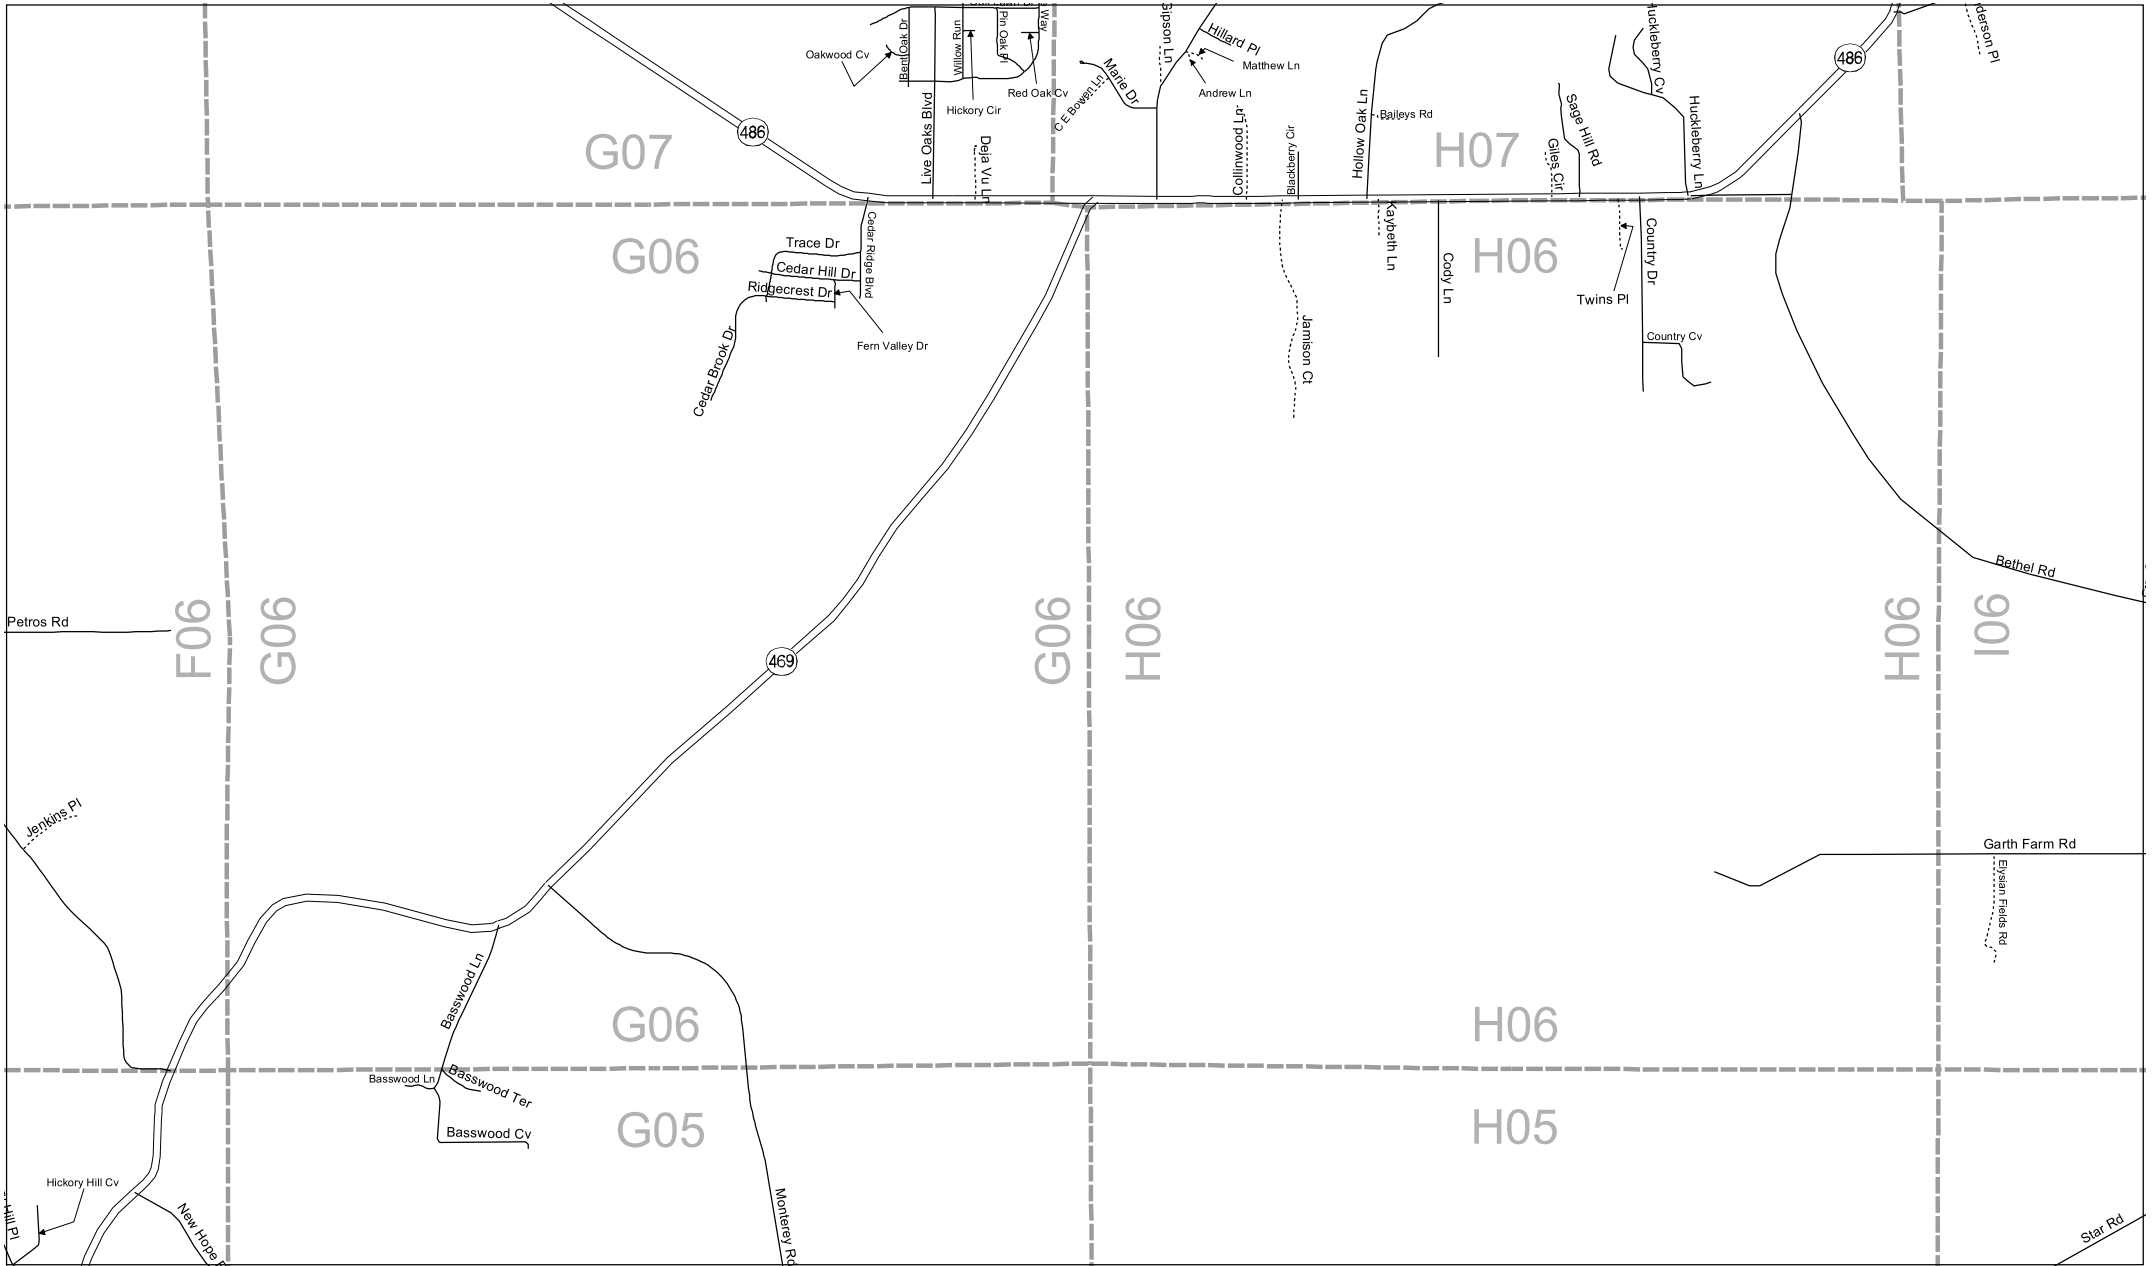 Gipson Ln
Way
Huckleberry Cv
Bent Oak Dr
Willow Run
Pin Oak Pl
Hillard Pl
Oakwood Cv
486
Matthew Ln
Marie Dr
Red Oak Cv
Andrew Ln
C E Bowen Ln
Hickory Cir
Baileys Rd
486
Live Oaks Blvd
Deja Vu Ln
Collinwood Ln
Blackberry Cir
Hollow Oak Ln
Giles Cir
Sage Hill Rd
Huckleberry Ln
G07
H07
G06
H06
Trace Dr
Cedar Ridge Blvd
Cedar Hill Dr
Ridgecrest Dr
Fern Valley Dr
Cedar Brook Dr
Kaybeth Ln
Cody Ln
Jamison Ct
Twins Pl
Country Dr
Country Cv
Bethel Rd
Petros Rd
F06
G06
G06
H06
H06
I06
469
Jenkins Pl
Garth Farm Rd
Elysian Fields Rd
Basswood Ln
G06
H06
Basswood Ln
Basswood Ter
Basswood Cv
G05
H05
Hickory Hill Cv
Hill Pl
New Hope
Monterey Rd
Star Rd